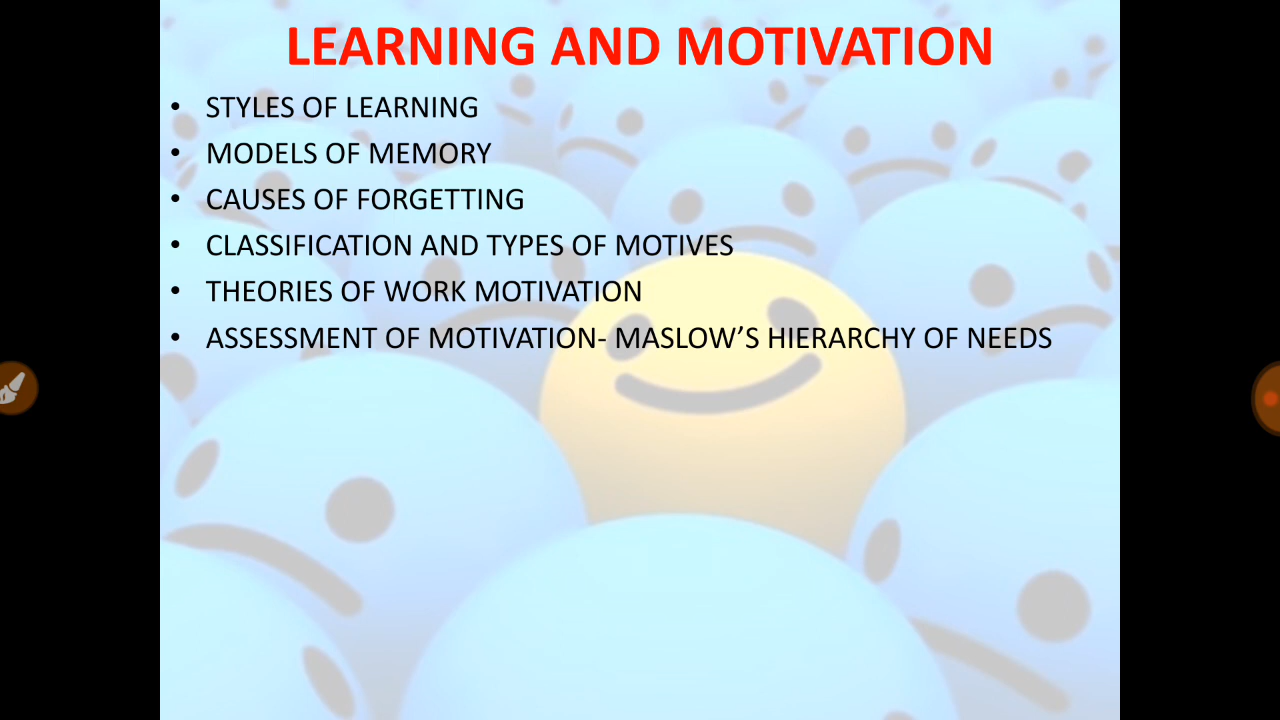 LEARNING AND MOTIVATION
• STYLES OF LEARNING
• MODELS OF MEMORY
• CAUSES OF FORGETTING
• CLASSIFICATION AND TYPES OF MOTIVES
• THEORIES OF WORK MOTIVATION
• ASSESSMENT OF MOTIVATION- MASLOW’S HIERARCHY OF NEEDS